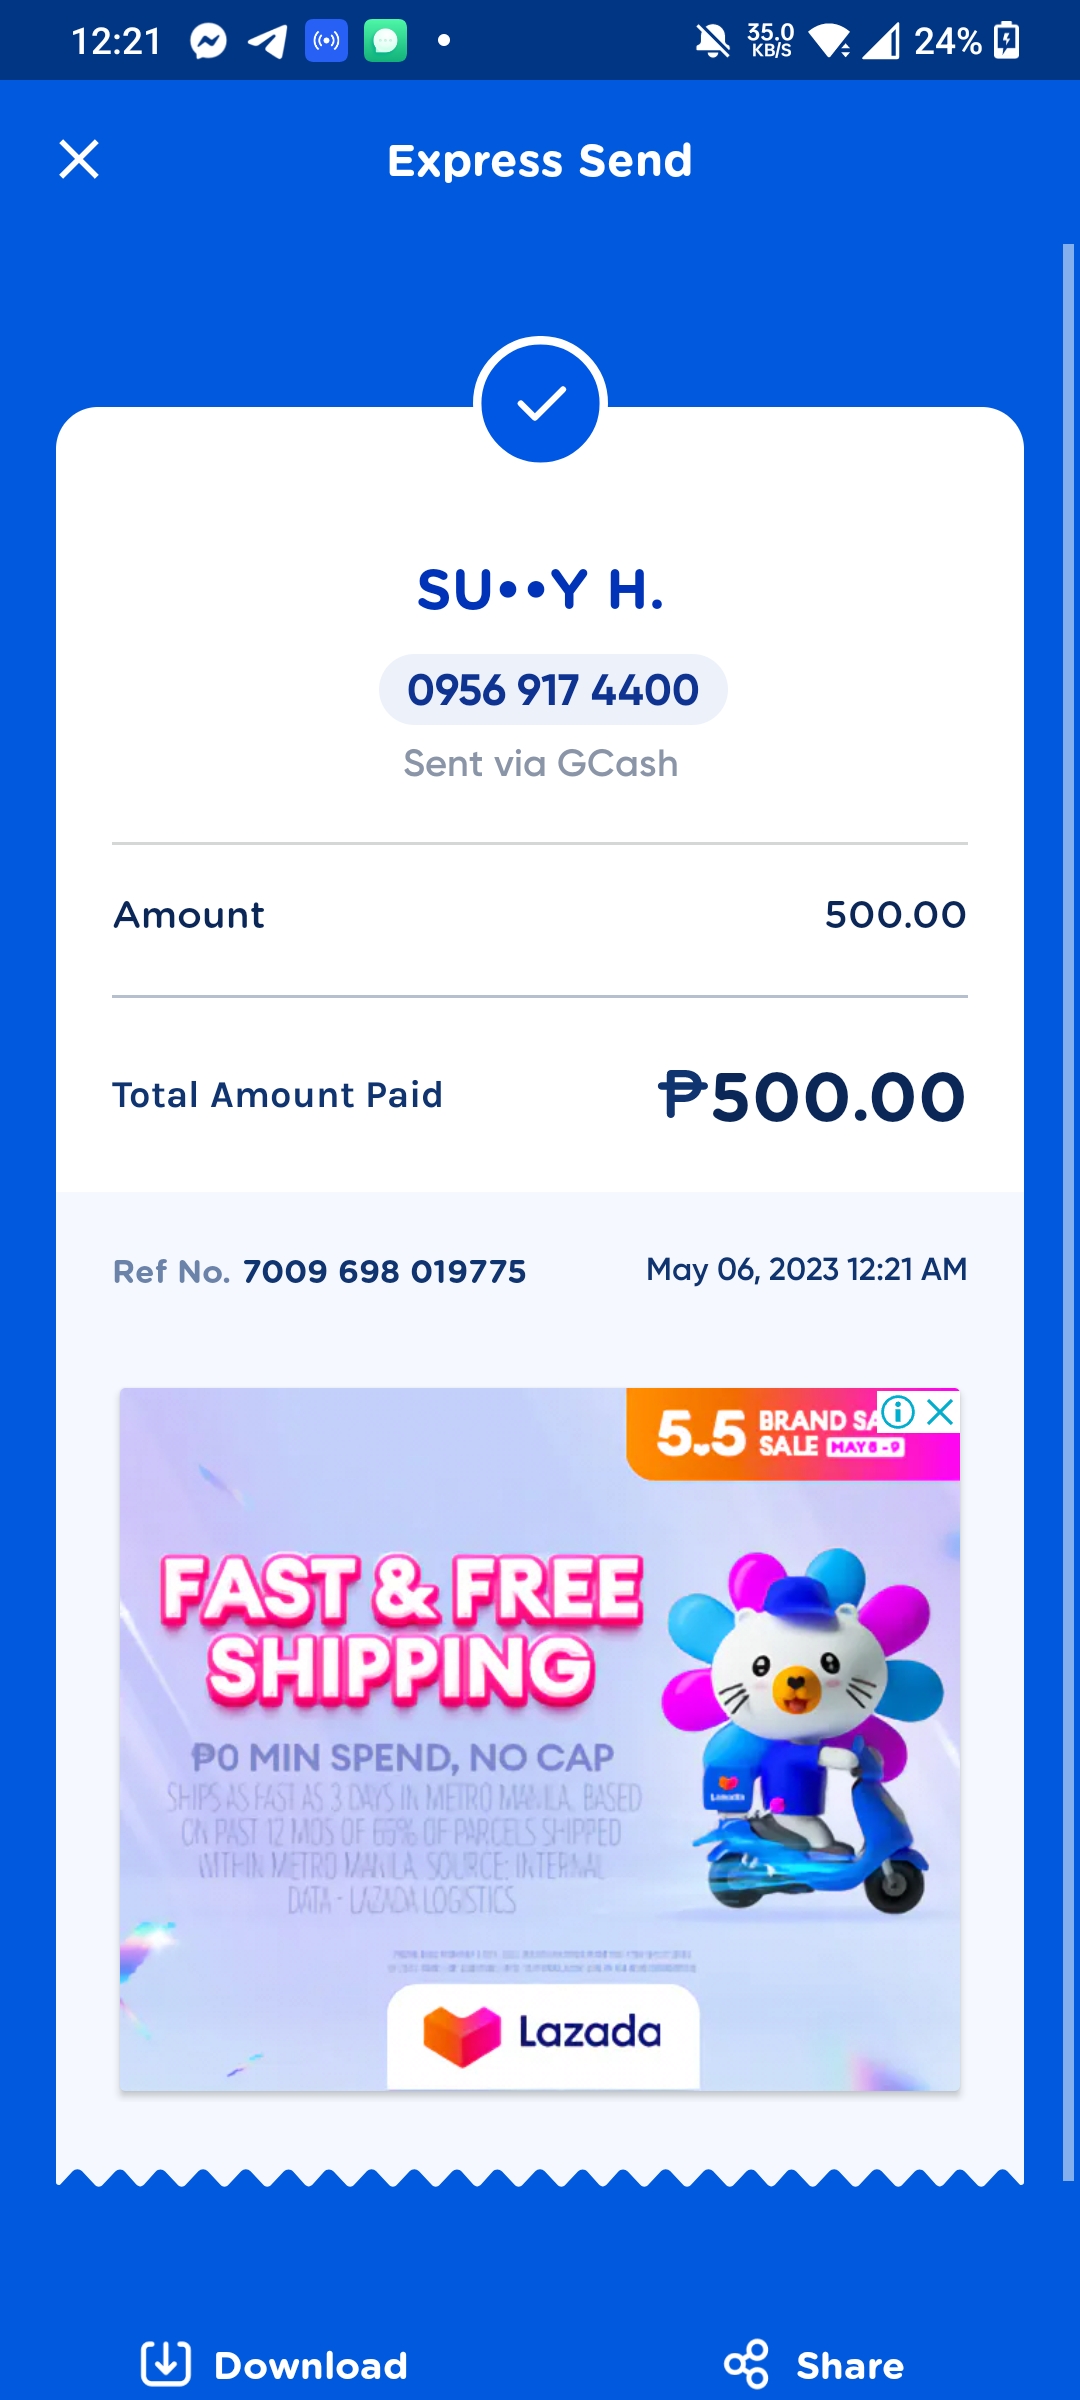 12:21
35.0
KB/S
24%
Express Send
SU••Y H.
0956 917 4400
Sent via GCash
Amount 500.00
Total Amount Paid ₱500.00
Ref No. 7009 698 019775 May 06, 2023 12:21 AM
5.5 BRAND SA
SALE MAY 6 - 9
FAST & FREE
SHIPPING
₱0 MIN SPEND, NO CAP
SHIPS AS FAST AS 3 DAYS IN METRO MANILA. BASED
ON PAST 12 MOS OF 69% OF PARCELS SHIPPED
WITHIN METRO MANILA. SOURCE: INTERNAL
DATA - LAZADA LOGISTICS
Lazada
Lazada
Download Share